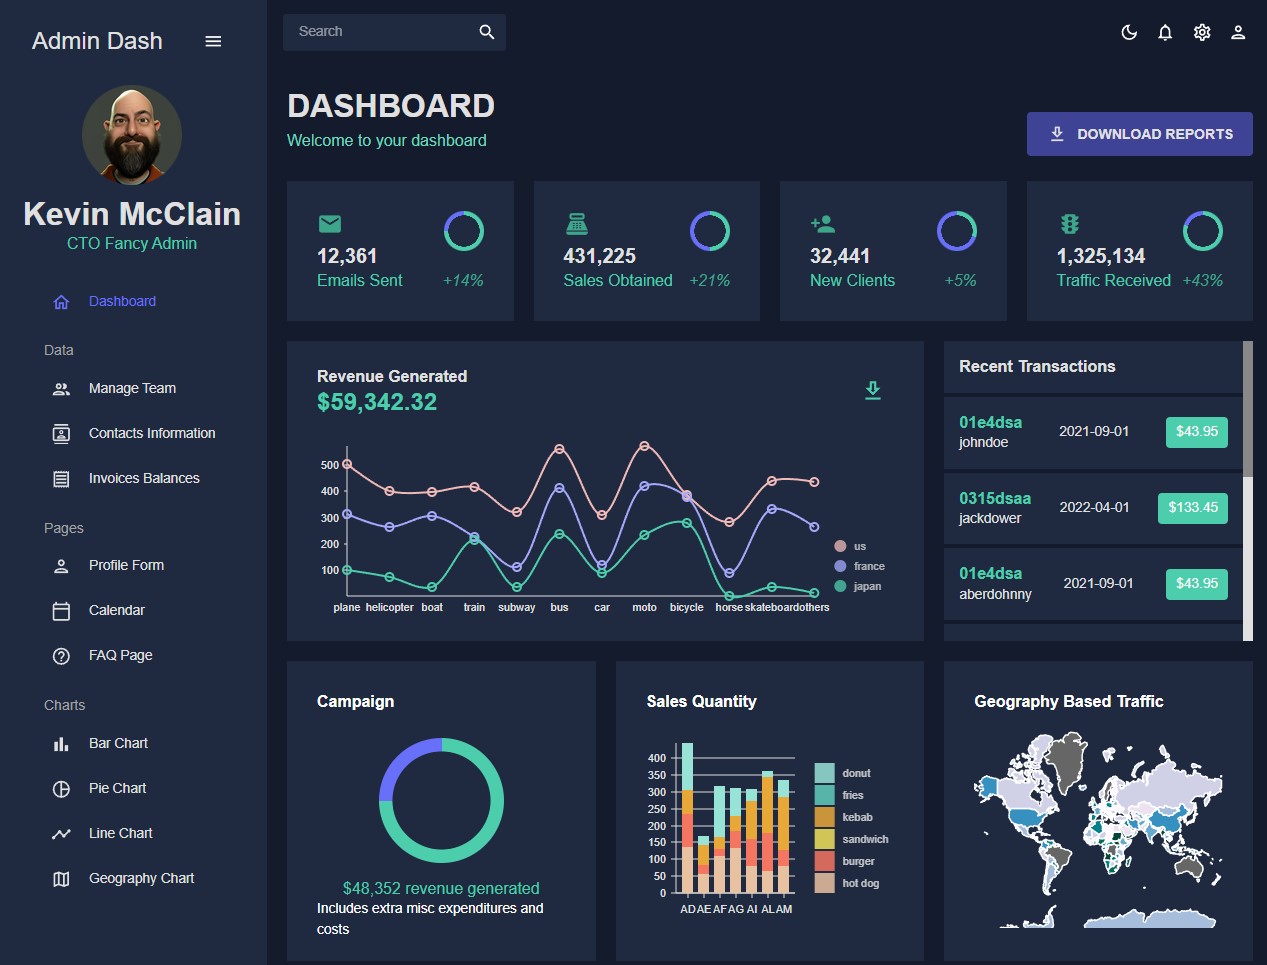 Admin Dash
Search
Kevin McClain
CTO Fancy Admin
Dashboard
Data
Manage Team
Contacts Information
Invoices Balances
Pages
Profile Form
Calendar
FAQ Page
Charts
Bar Chart
Pie Chart
Line Chart
Geography Chart
DASHBOARD
Welcome to your dashboard
DOWNLOAD REPORTS
12,361
Emails Sent +14%
431,225
Sales Obtained +21%
32,441
New Clients +5%
1,325,134
Traffic Received +43%
Revenue Generated
$59,342.32
500
400
300
200
100
plane helicopter boat train subway bus car moto bicycle horse skateboard others
us
france
japan
Recent Transactions
01e4dsa
johndoe
2021-09-01
$43.95
0315dsaa
jackdower
2022-04-01
$133.45
01e4dsa
aberdohnny
2021-09-01
$43.95
Campaign
$48,352 revenue generated
Includes extra misc expenditures and
costs
Sales Quantity
400
350
300
250
200
150
100
50
0
AD AE AF AG AI AL AM
donut
fries
kebab
sandwich
burger
hot dog
Geography Based Traffic